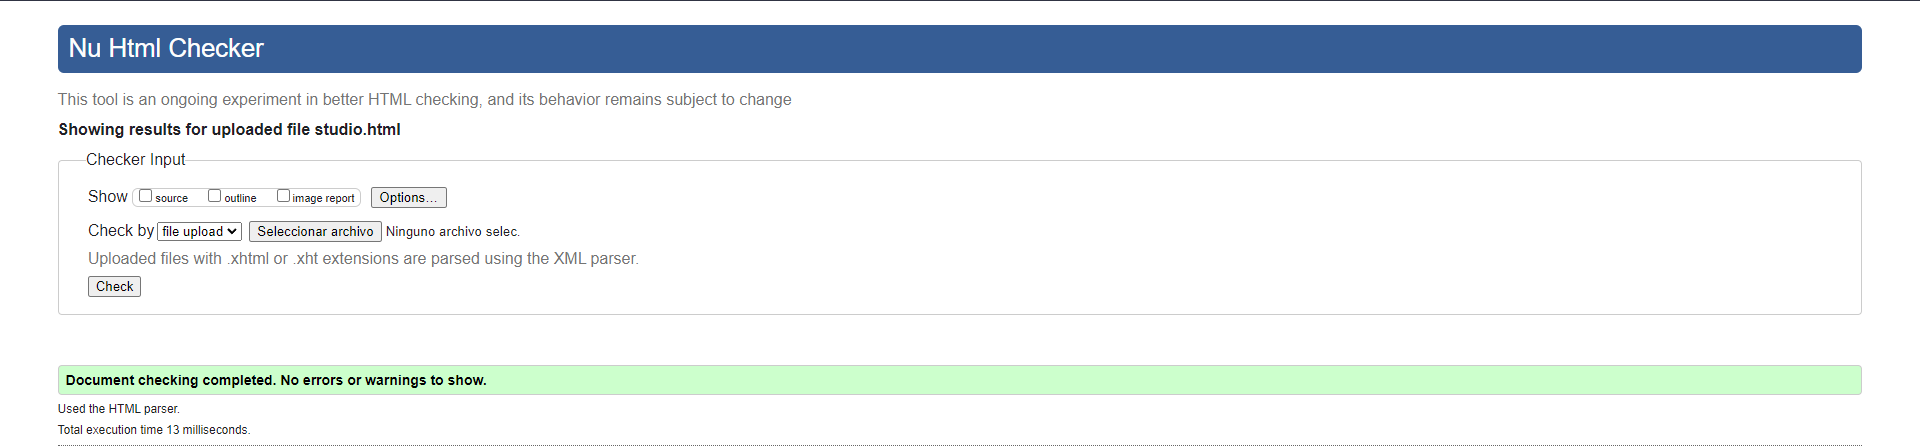 Nu Html Checker
This tool is an ongoing experiment in better HTML checking, and its behavior remains subject to change
Showing results for uploaded file studio.html
Checker Input
Show source outline image report Options...
Check by file upload Seleccionar archivo Ninguno archivo selec.
Uploaded files with .xhtml or .xht extensions are parsed using the XML parser.
Check
Document checking completed. No errors or warnings to show.
Used the HTML parser.
Total execution time 13 milliseconds.